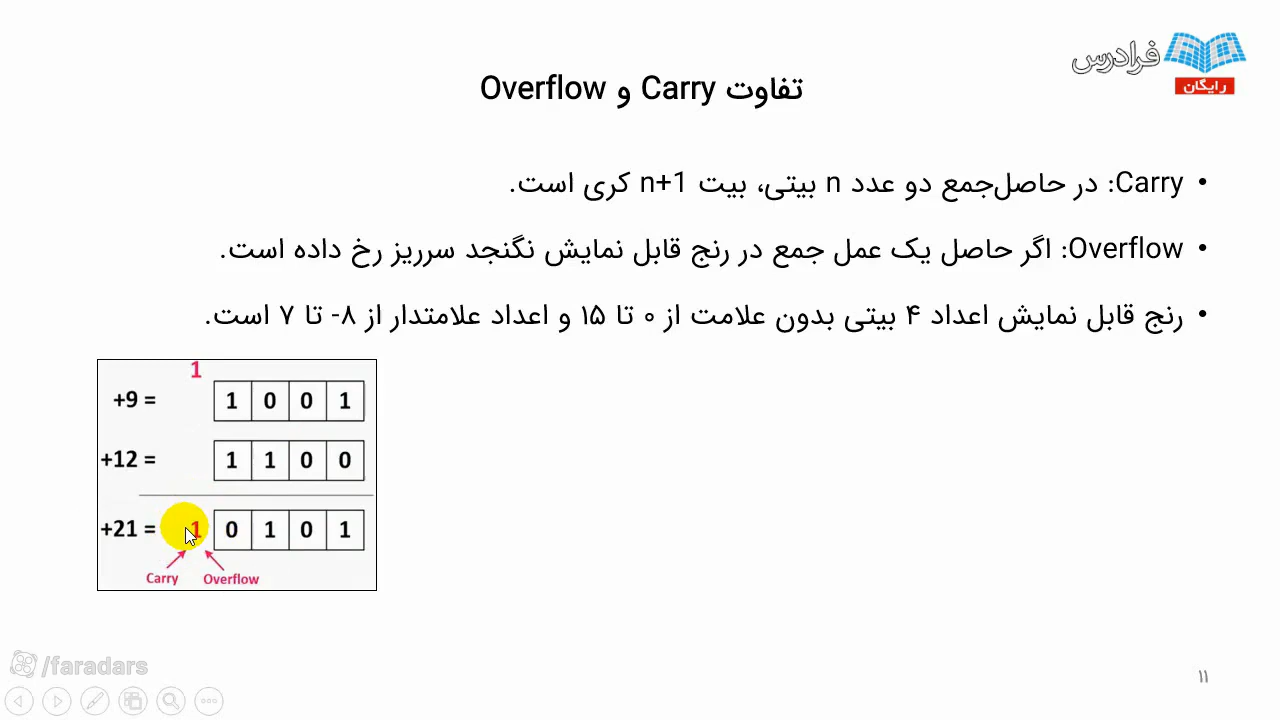 فرادرس
رایگان
تفاوت Carry و Overflow
• Carry: در حاصل‌جمع دو عدد n بیتی، بیت n+1 کری است.
• Overflow: اگر حاصل یک عمل جمع در رنج قابل نمایش نگنجد سرریز رخ داده است.
• رنج قابل نمایش اعداد ۴ بیتی بدون علامت از ۰ تا ۱۵ و اعداد علامتدار از ۸- تا ۷ است.
1
+9 = 1 0 0 1
+12 = 1 1 0 0
+21 = 1 0 1 0 1
Carry Overflow
/faradars
۱۱